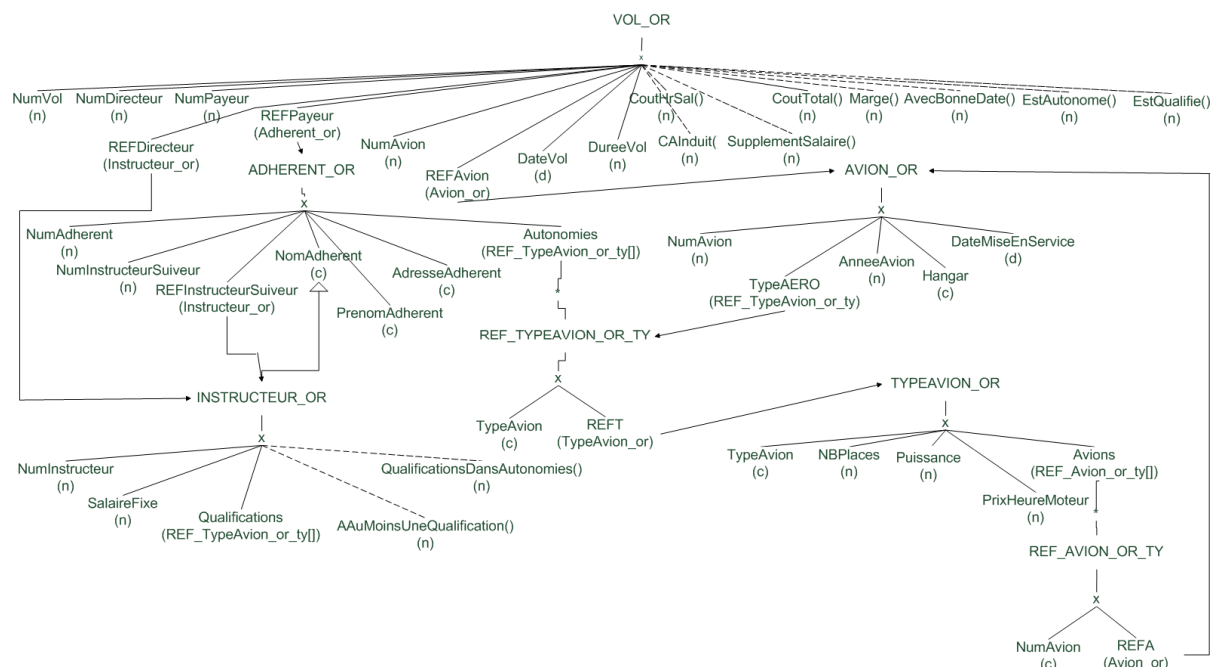 VOL_OR
x
NumVol
(n)
NumDirecteur
(n)
NumPayeur
(n)
REFDirecteur
(Instructeur_or)
REFPayeur
(Adherent_or)
NumAvion
(n)
REFAvion
(Avion_or)
DateVol
(d)
DureeVol
(n)
CoutHrSal()
(n)
CAInduit(
(n)
SupplementSalaire()
(n)
CoutTotal()
(n)
Marge()
(n)
AvecBonneDate()
(n)
EstAutonome()
(n)
EstQualifie()
(n)
ADHERENT_OR
x
NumAdherent
(n)
NumInstructeurSuiveur
(n)
REFInstructeurSuiveur
(Instructeur_or)
NomAdherent
(c)
PrenomAdherent
(c)
AdresseAdherent
(c)
Autonomies
(REF_TypeAvion_or_ty[])
*
REF_TYPEAVION_OR_TY
x
TypeAvion
(c)
REFT
(TypeAvion_or)
AVION_OR
x
NumAvion
(n)
TypeAERO
(REF_TypeAvion_or_ty)
AnneeAvion
(n)
Hangar
(c)
DateMiseEnService
(d)
INSTRUCTEUR_OR
x
NumInstructeur
(n)
SalaireFixe
(n)
Qualifications
(REF_TypeAvion_or_ty[])
AAuMoinsUneQualification()
(n)
QualificationsDansAutonomies()
(n)
TYPEAVION_OR
x
TypeAvion
(c)
NBPlaces
(n)
Puissance
(n)
PrixHeureMoteur
(n)
Avions
(REF_Avion_or_ty[])
*
*
REF_AVION_OR_TY
x
NumAvion
(c)
REFA
(Avion_or)